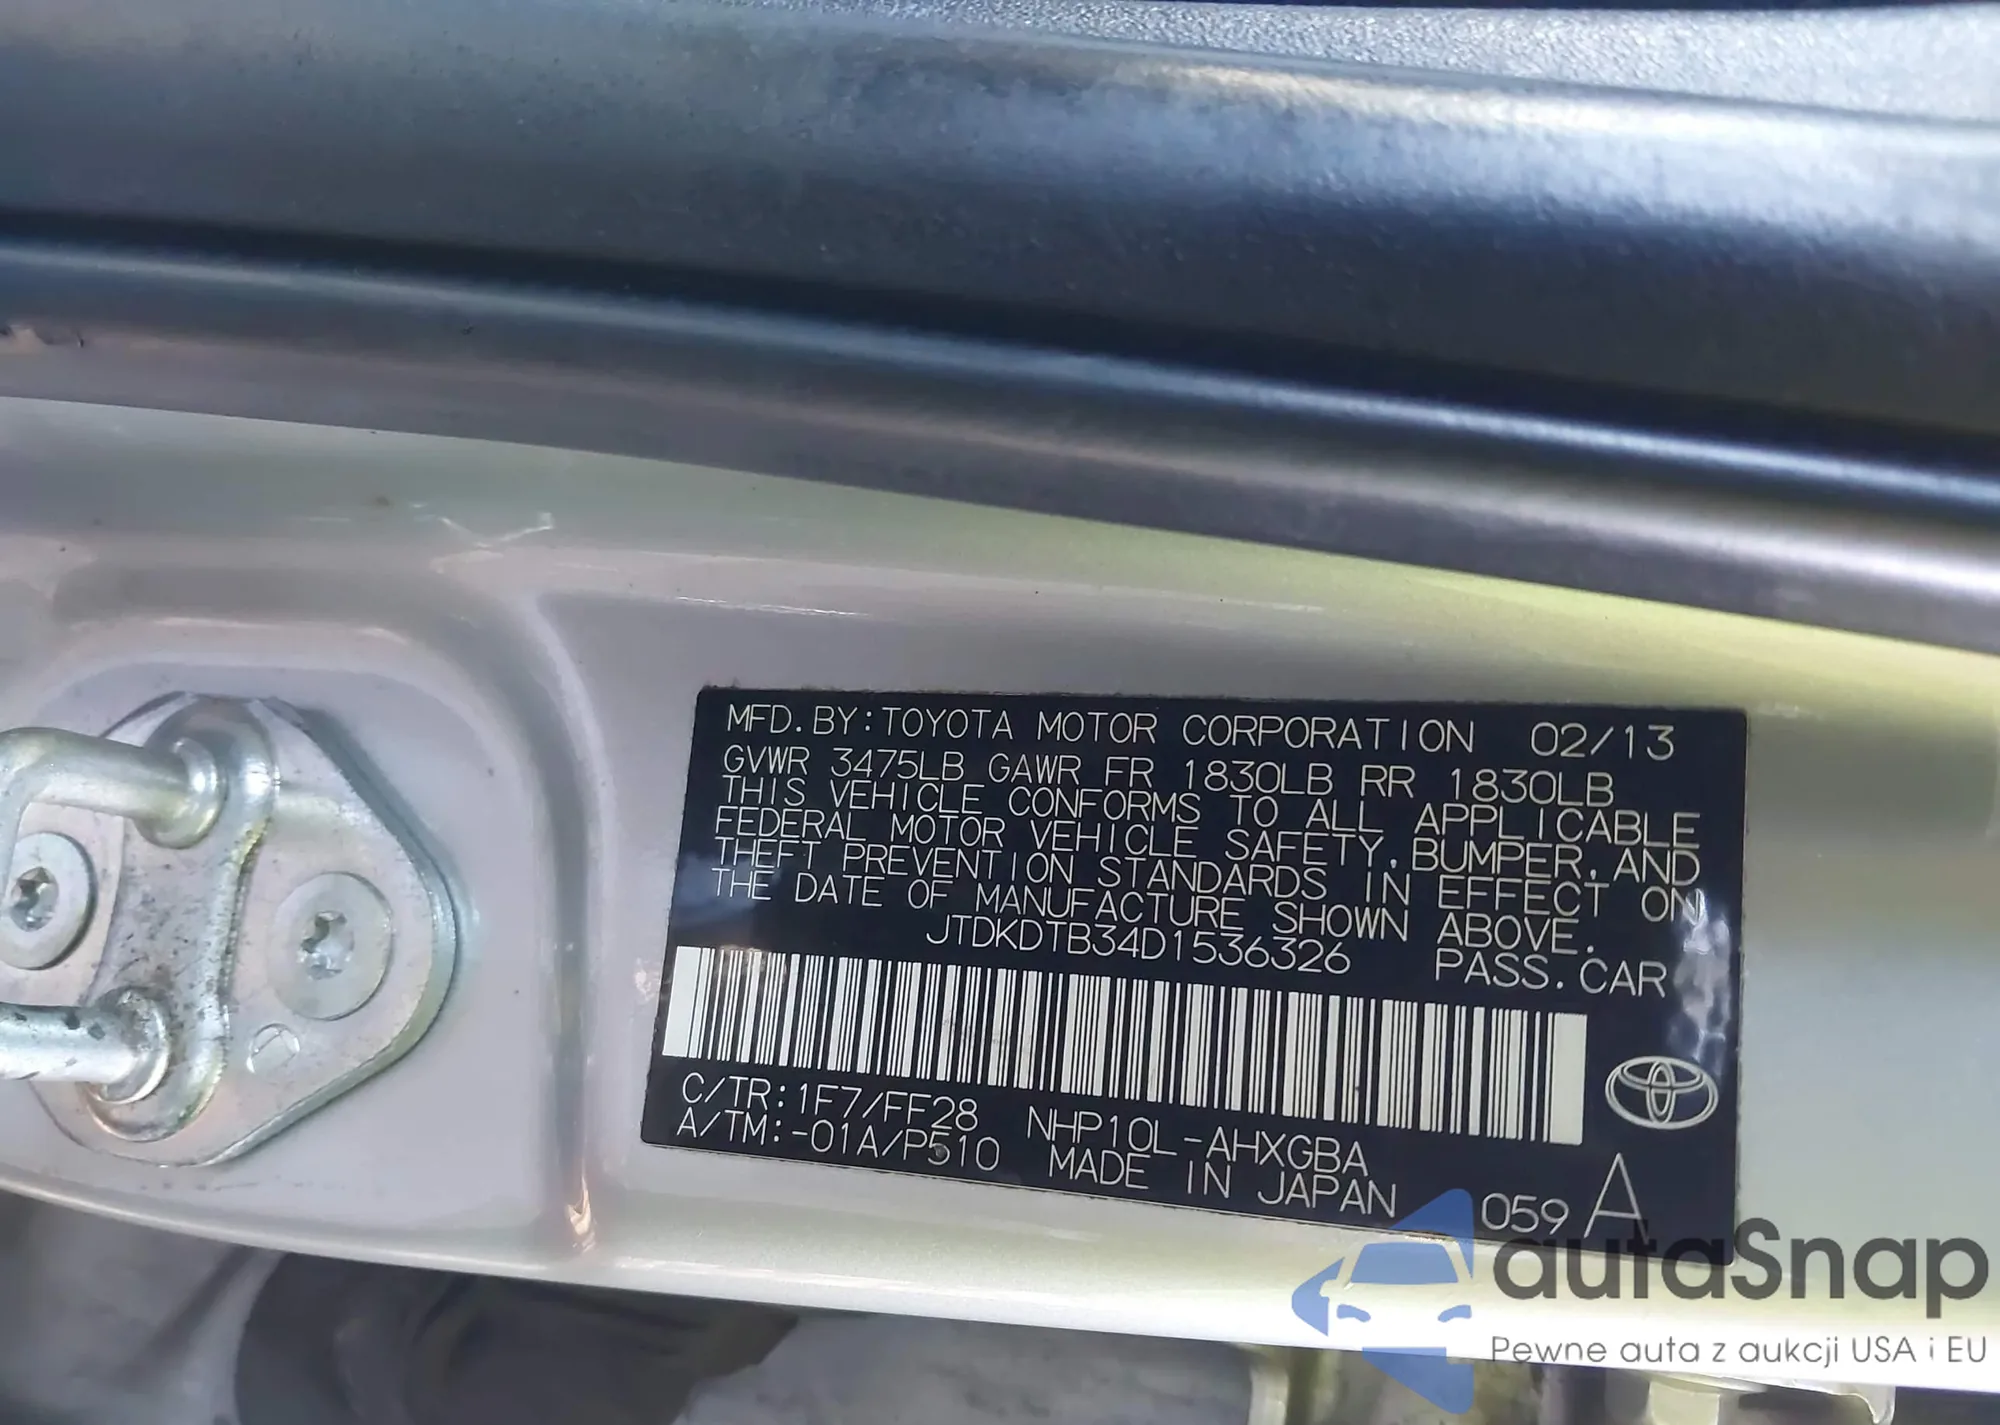 MFD. BY: TOYOTA MOTOR CORPORATION 02/13
GVWR 3475LB GAWR FR 1830LB RR 1830LB
THIS VEHICLE CONFORMS TO ALL APPLICABLE
FEDERAL MOTOR VEHICLE SAFETY, BUMPER, AND
THEFT PREVENTION STANDARDS IN EFFECT ON
THE DATE OF MANUFACTURE SHOWN ABOVE.
JTDKDTB34D1536326 PASS. CAR
C/TR: 1F7/FF28 NHP10L-AHXGBA
A/TM: -01A/P510 MADE IN JAPAN 059 A
autaSnap
Pewne auta z aukcji USA i EU